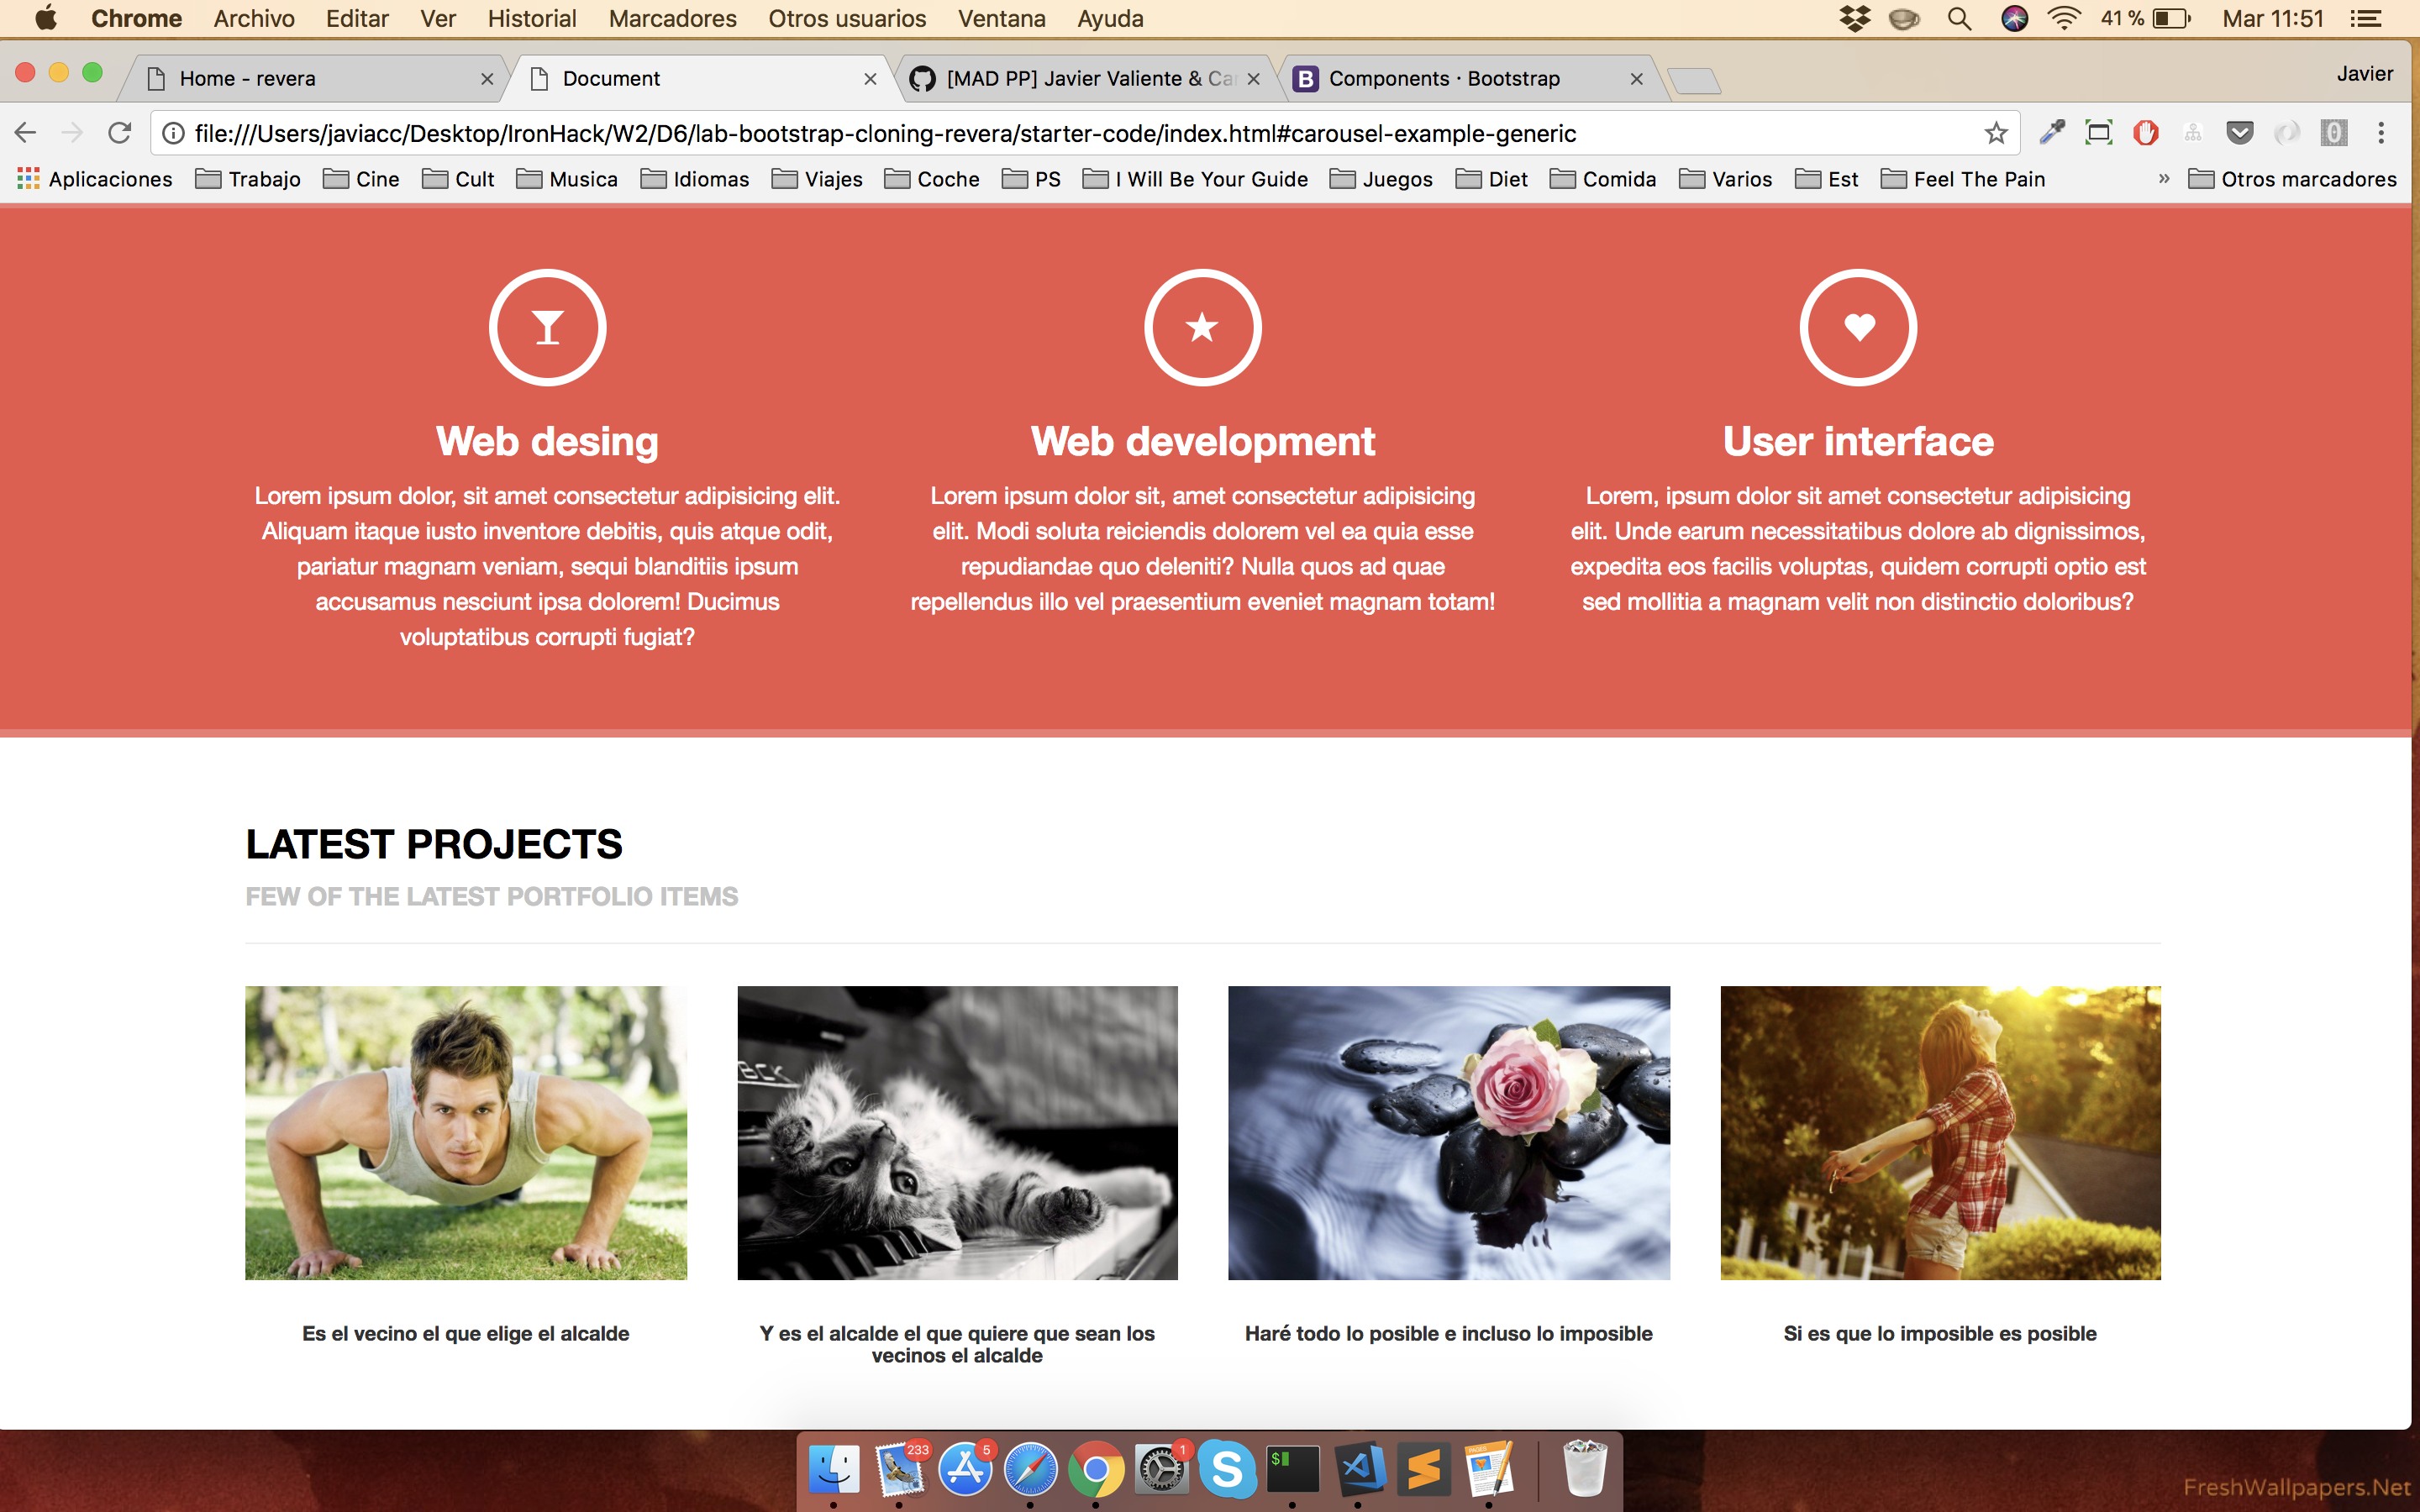 Chrome Archivo Editar Ver Historial Marcadores Otros usuarios Ventana Ayuda 41 % Mar 11:51
Home - revera Document [MAD PP] Javier Valiente & Ca Components · Bootstrap Javier
file:///Users/javiacc/Desktop/IronHack/W2/D6/lab-bootstrap-cloning-revera/starter-code/index.html#carousel-example-generic
Aplicaciones Trabajo Cine Cult Musica Idiomas Viajes Coche PS I Will Be Your Guide Juegos Diet Comida Varios Est Feel The Pain » Otros marcadores
Web desing
Lorem ipsum dolor, sit amet consectetur adipisicing elit.
Aliquam itaque iusto inventore debitis, quis atque odit,
pariatur magnam veniam, sequi blanditiis ipsum
accusamus nesciunt ipsa dolorem! Ducimus
voluptatibus corrupti fugiat?
Web development
Lorem ipsum dolor sit, amet consectetur adipisicing
elit. Modi soluta reiciendis dolorem vel ea quia esse
repudiandae quo deleniti? Nulla quos ad quae
repellendus illo vel praesentium eveniet magnam totam!
User interface
Lorem, ipsum dolor sit amet consectetur adipisicing
elit. Unde earum necessitatibus dolore ab dignissimos,
expedita eos facilis voluptas, quidem corrupti optio est
sed mollitia a magnam velit non distinctio doloribus?
LATEST PROJECTS
FEW OF THE LATEST PORTFOLIO ITEMS
Es el vecino el que elige el alcalde
Y es el alcalde el que quiere que sean los
vecinos el alcalde
Haré todo lo posible e incluso lo imposible
Si es que lo imposible es posible
233 5 1
FreshWallpapers.Net